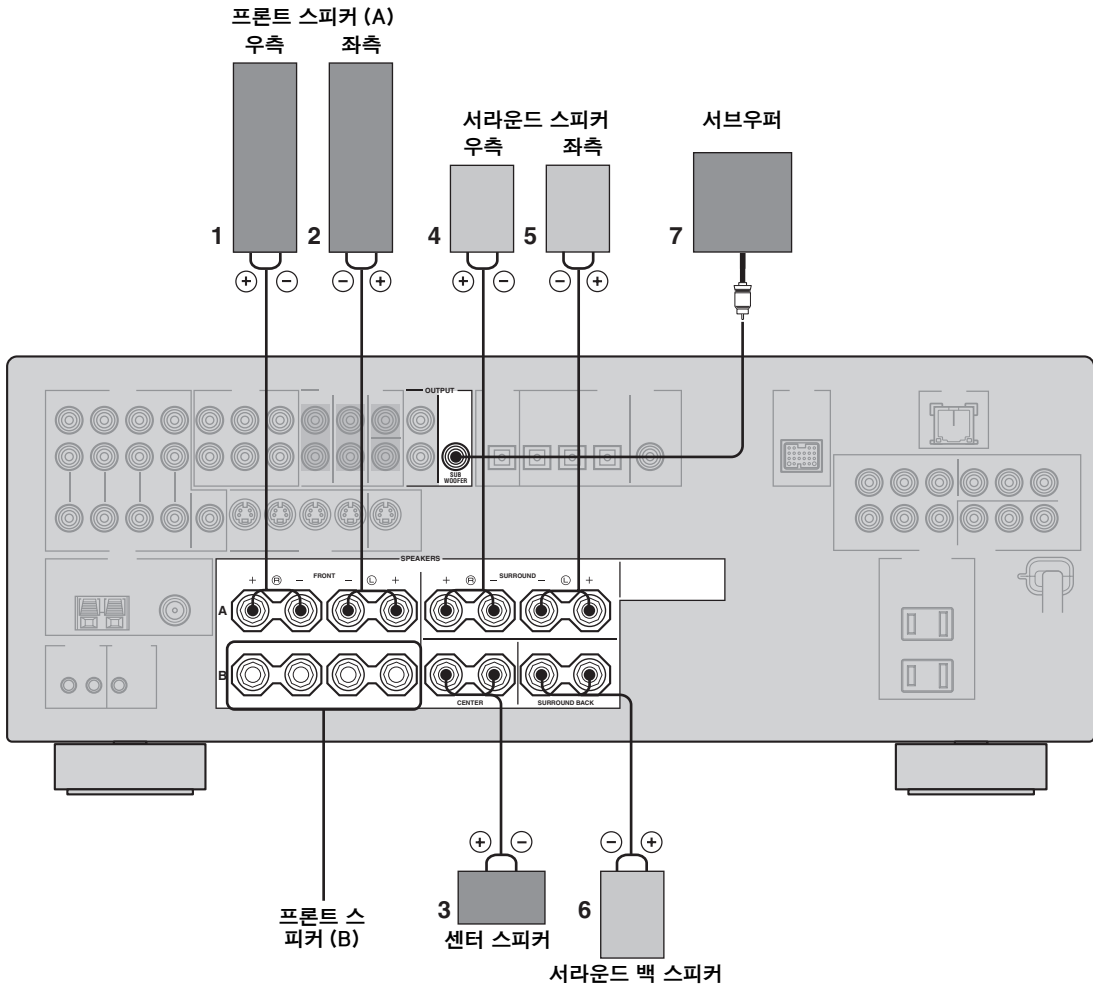 프론트 스피커 (A)
우측 좌측
서라운드 스피커
우측 좌측
서브우퍼
1 2 4 5 7
+ − − + + − − +
OUTPUT
SUB
WOOFER
SPEAKERS
+ R − FRONT − L + + R − SURROUND − L +
A
B
CENTER SURROUND BACK
+ − − +
3 6
프론트 스
피커 (B)
센터 스피커
서라운드 백 스피커